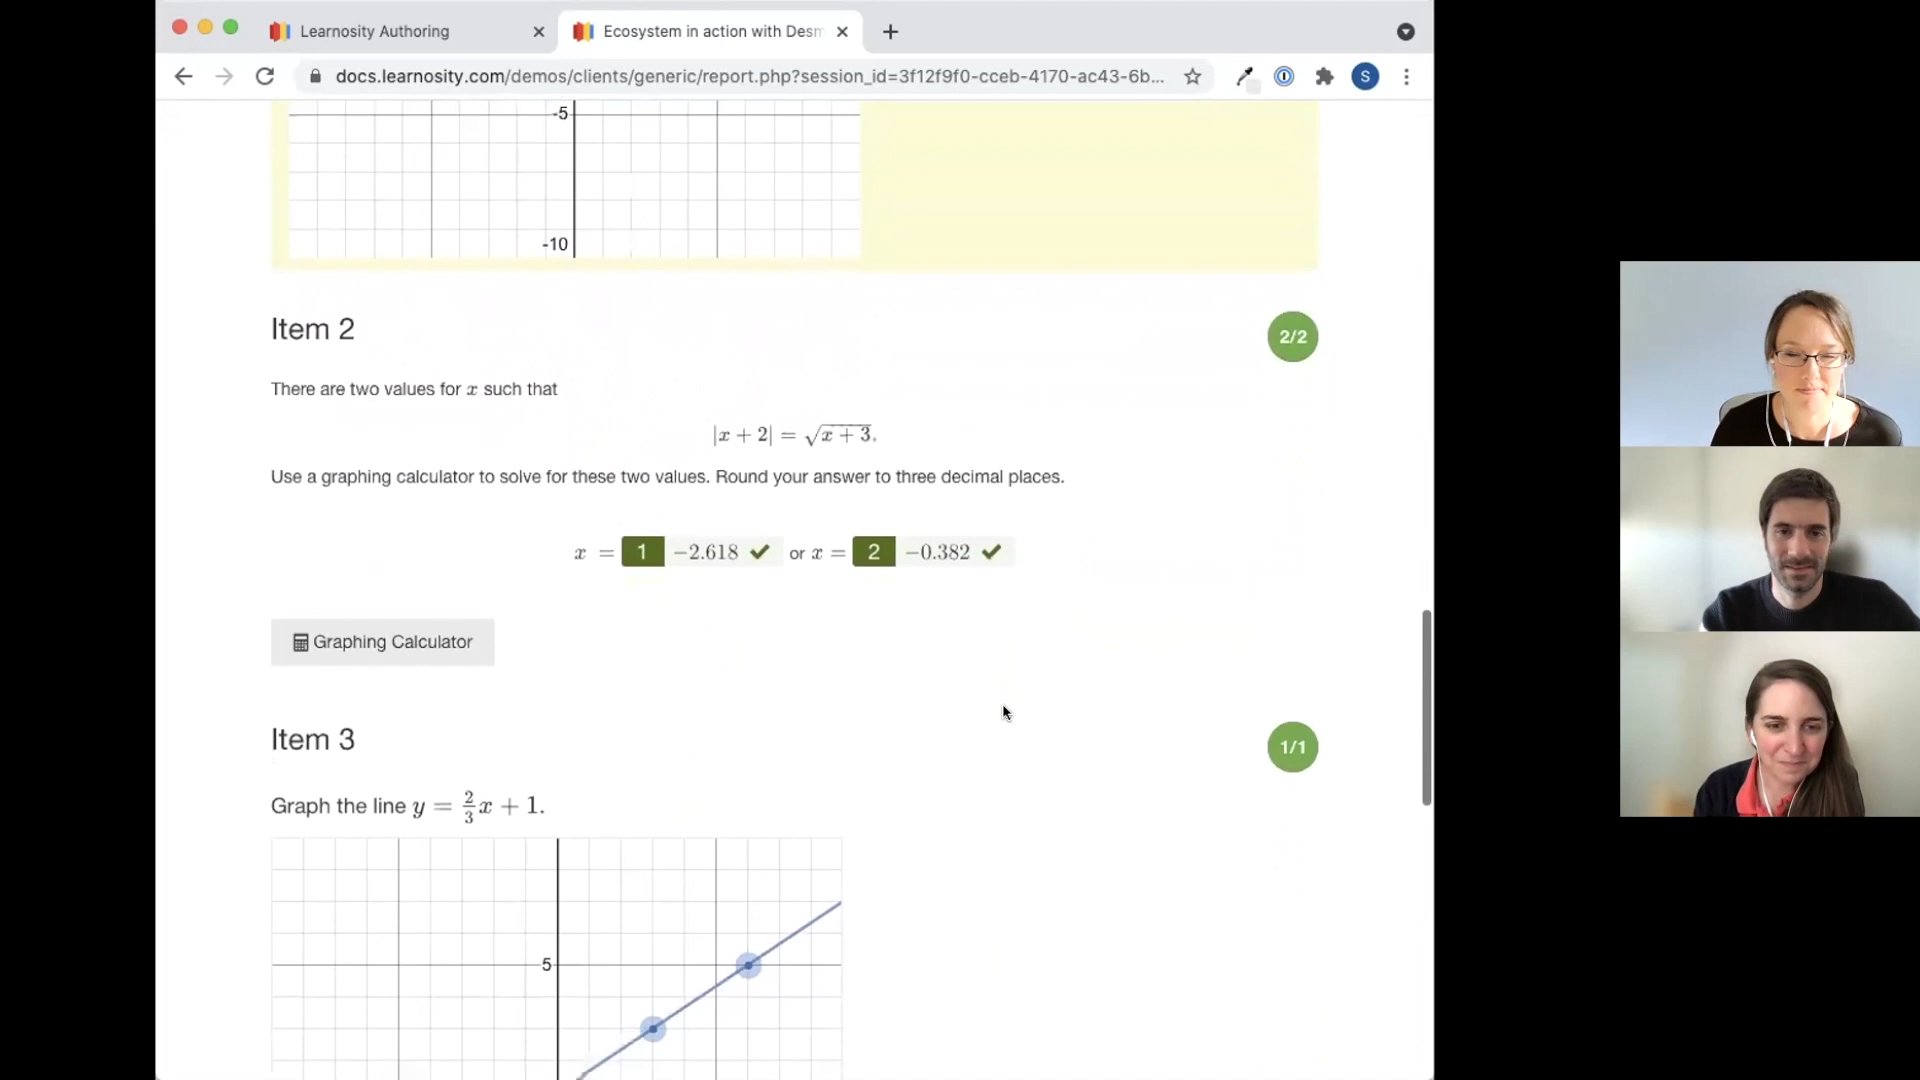 Learnosity Authoring
Ecosystem in action with Desm
docs.learnosity.com/demos/clients/generic/report.php?session_id=3f12f9f0-cceb-4170-ac43-6b...
S
-5
-10
Item 2
2/2
There are two values for x such that
|x + 2| = √x + 3.
Use a graphing calculator to solve for these two values. Round your answer to three decimal places.
x = 1 −2.618 ✔ or x = 2 −0.382 ✔
Graphing Calculator
Item 3
1/1
Graph the line y = 2/3 x + 1.
5